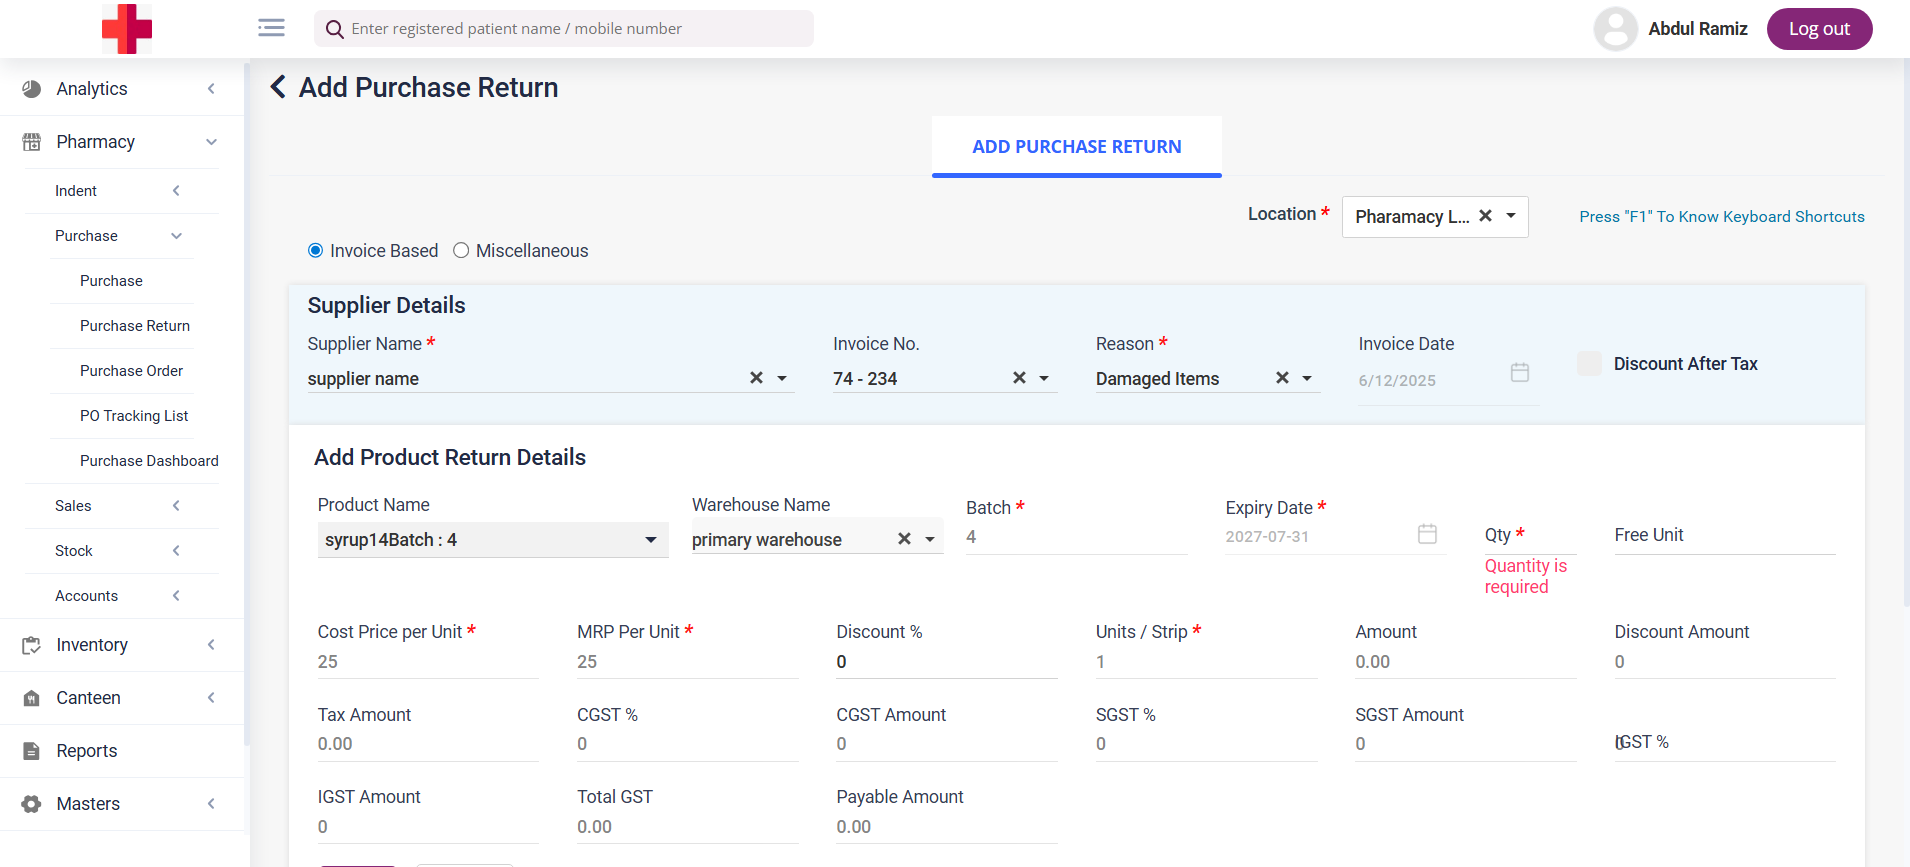 Enter registered patient name / mobile number
Abdul Ramiz
Log out
Analytics
Pharmacy
Indent
Purchase
Purchase
Purchase Return
Purchase Order
PO Tracking List
Purchase Dashboard
Sales
Stock
Accounts
Inventory
Canteen
Reports
Masters
Add Purchase Return
ADD PURCHASE RETURN
Location *
Pharamacy L...
Press "F1" To Know Keyboard Shortcuts
Invoice Based
Miscellaneous
Supplier Details
Supplier Name *
supplier name
Invoice No.
74 - 234
Reason *
Damaged Items
Invoice Date
6/12/2025
Discount After Tax
Add Product Return Details
Product Name
syrup14Batch : 4
Warehouse Name
primary warehouse
Batch *
4
Expiry Date *
2027-07-31
Qty *
Quantity is
required
Free Unit
Cost Price per Unit *
25
MRP Per Unit *
25
Discount %
0
Units / Strip *
1
Amount
0.00
Discount Amount
0
Tax Amount
0.00
CGST %
0
CGST Amount
0
SGST %
0
SGST Amount
0
IGST %
0
IGST Amount
0
Total GST
0.00
Payable Amount
0.00